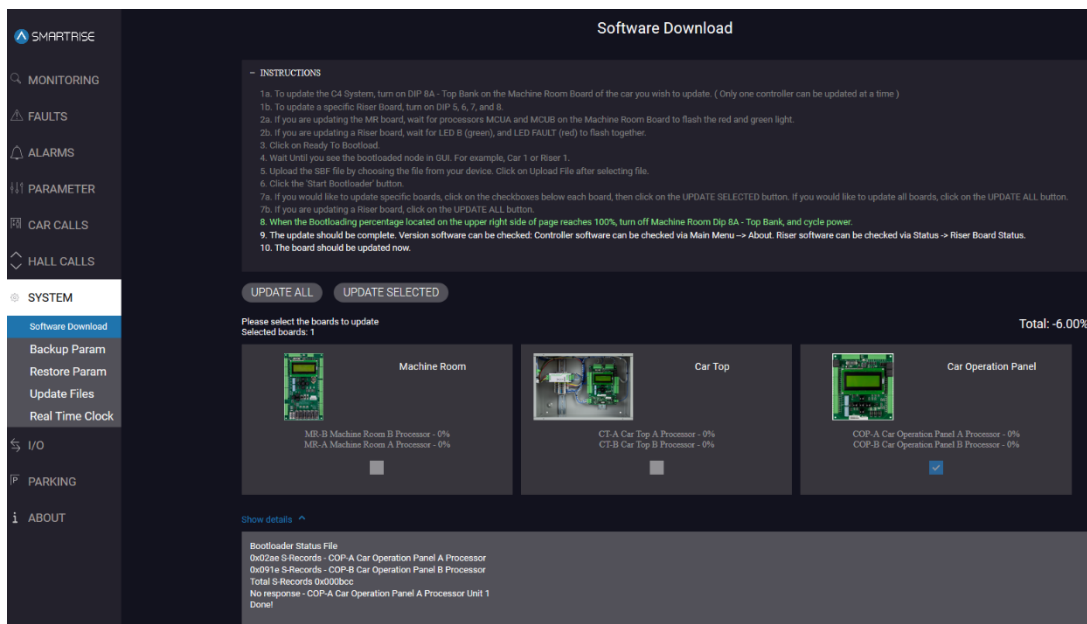 SMARTRISE
Software Download
MONITORING
FAULTS
ALARMS
PARAMETER
CAR CALLS
HALL CALLS
SYSTEM
Software Download
Backup Param
Restore Param
Update Files
Real Time Clock
I/O
PARKING
ABOUT
– INSTRUCTIONS
1a. To update the C4 System, turn on DIP 8A - Top Bank on the Machine Room Board of the car you wish to update. ( Only one controller can be updated at a time )
1b. To update a specific Riser Board, turn on DIP 5, 6, 7, and 8.
2a. If you are updating the MR board, wait for processors MCUA and MCUB on the Machine Room Board to flash the red and green light.
2b. If you are updating a Riser board, wait for LED B (green), and LED FAULT (red) to flash together.
3. Click on Ready To Bootload.
4. Wait Until you see the bootloaded node in GUI. For example, Car 1 or Riser 1.
5. Upload the SBF file by choosing the file from your device. Click on Upload File after selecting file.
6. Click the 'Start Bootloader' button.
7a. If you would like to update specific boards, click on the checkboxes below each board, then click on the UPDATE SELECTED button. If you would like to update all boards, click on the UPDATE ALL button.
7b. If you are updating a Riser board, click on the UPDATE ALL button.
8. When the Bootloading percentage located on the upper right side of page reaches 100%, turn off Machine Room Dip 8A - Top Bank, and cycle power.
9. The update should be complete. Version software can be checked: Controller software can be checked via Main Menu --> About. Riser software can be checked via Status -> Riser Board Status.
10. The board should be updated now.
UPDATE ALL UPDATE SELECTED
Please select the boards to update
Selected boards: 1
Total: -6.00%
Machine Room
MR-B Machine Room B Processor - 0%
MR-A Machine Room A Processor - 0%
Car Top
CT-A Car Top A Processor - 0%
CT-B Car Top B Processor - 0%
Car Operation Panel
COP-A Car Operation Panel A Processor - 0%
COP-B Car Operation Panel B Processor - 0%
Show details
Bootloader Status File
0x02ae S-Records - COP-A Car Operation Panel A Processor
0x091e S-Records - COP-B Car Operation Panel B Processor
Total S-Records 0x000bcc
No response - COP-A Car Operation Panel A Processor Unit 1
Done!